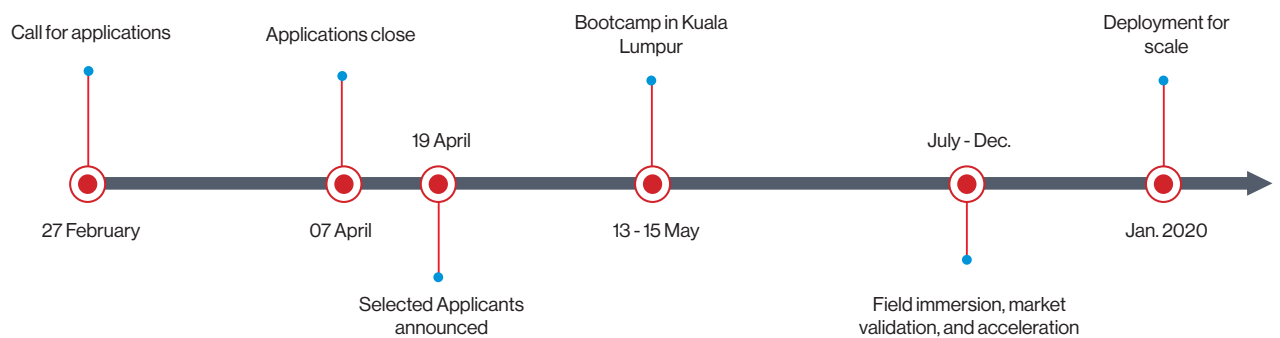 Call for applications
27 February
Applications close
07 April
19 April
Selected Applicants
announced
Bootcamp in Kuala
Lumpur
13 - 15 May
July - Dec.
Field immersion, market
validation, and acceleration
Deployment for
scale
Jan. 2020